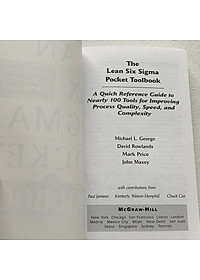 The
Lean Six Sigma
Pocket Toolbook
A Quick Reference Guide to
Nearly 100 Tools for Improving
Process Quality, Speed, and
Complexity
Michael L. George
David Rowlands
Mark Price
John Maxey
with contributions from
Paul Jaminet Kimberly Watson-Hemphill Chuck Cox
McGraw-Hill
New York Chicago San Francisco Lisbon London
Madrid Mexico City Milan New Delhi San Juan
Seoul Singapore Sydney Toronto